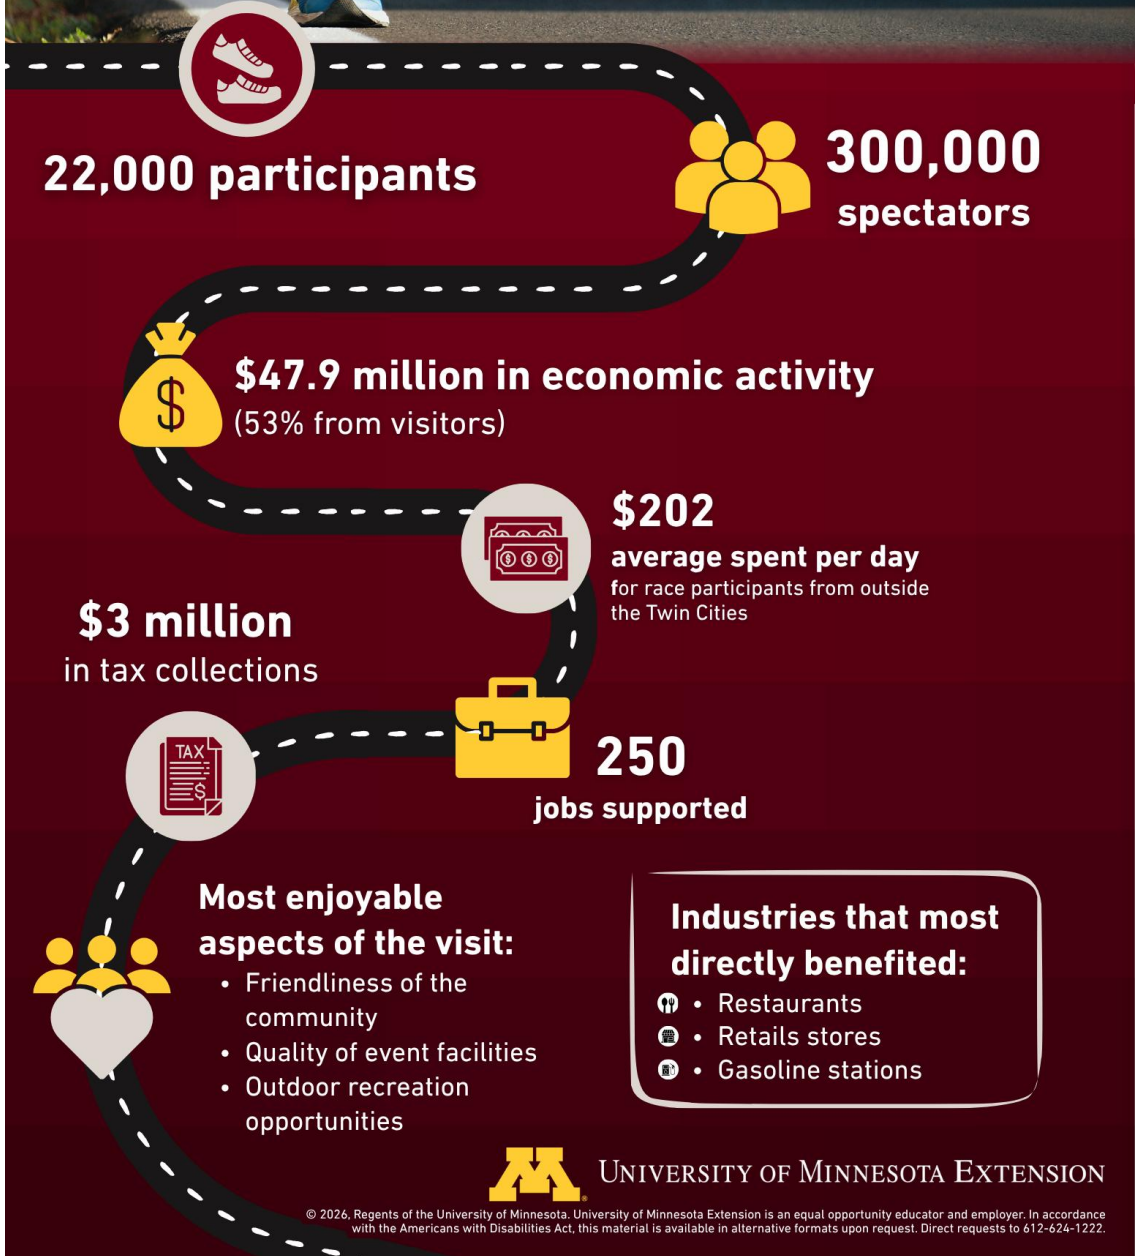 22,000 participants
300,000
spectators
$47.9 million in economic activity
(53% from visitors)
$202
average spent per day
for race participants from outside
the Twin Cities
$3 million
in tax collections
TAX
250
jobs supported
Most enjoyable
aspects of the visit:
• Friendliness of the
community
• Quality of event facilities
• Outdoor recreation
opportunities
Industries that most
directly benefited:
• Restaurants
• Retails stores
• Gasoline stations
M UNIVERSITY OF MINNESOTA EXTENSION
© 2026, Regents of the University of Minnesota. University of Minnesota Extension is an equal opportunity educator and employer. In accordance
with the Americans with Disabilities Act, this material is available in alternative formats upon request. Direct requests to 612-624-1222.